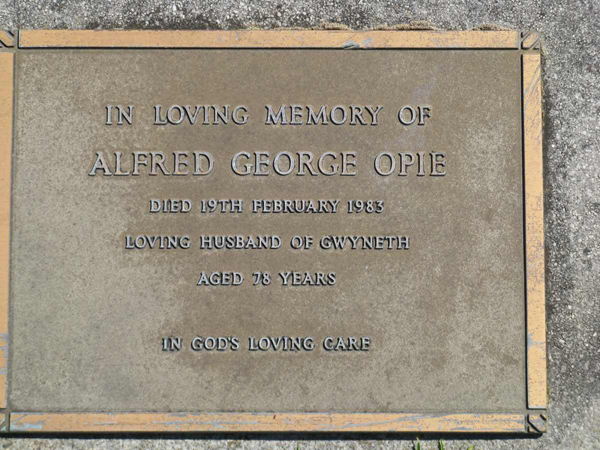 IN LOVING MEMORY OF
ALFRED GEORGE OPIE
DIED 19TH FEBRUARY 1983
LOVING HUSBAND OF GWYNETH
AGED 78 YEARS
IN GOD'S LOVING CARE